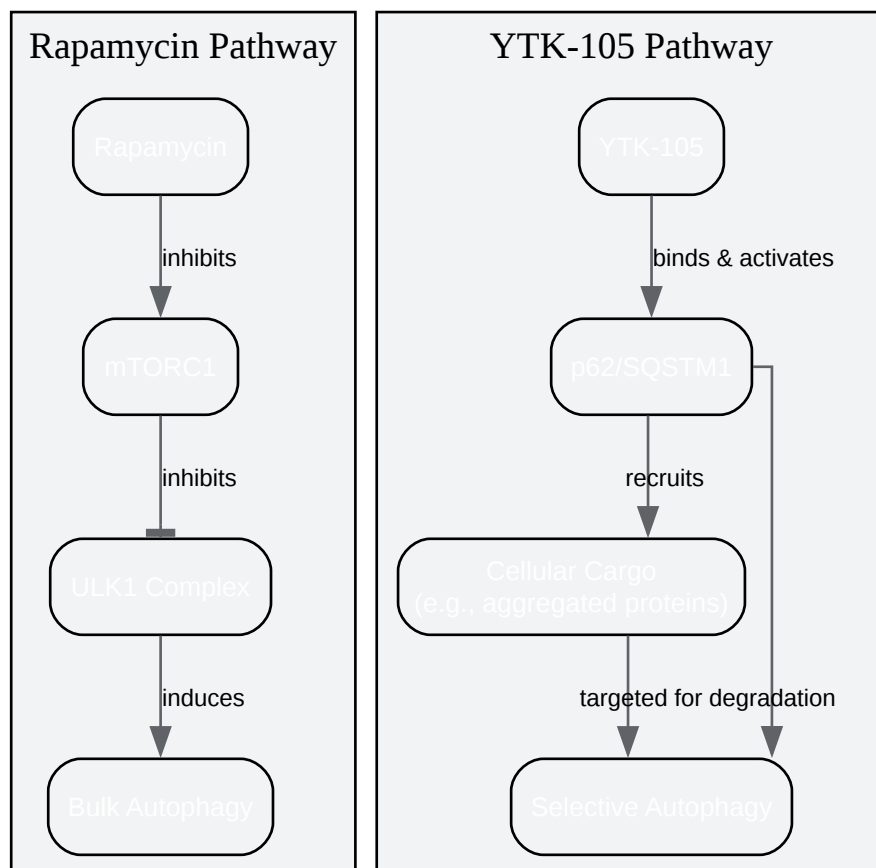 Rapamycin Pathway
Rapamycin
inhibits
mTORC1
inhibits
ULK1 Complex
induces
Bulk Autophagy
YTK-105 Pathway
YTK-105
binds & activates
p62/SQSTM1
recruits
Cellular Cargo
(e.g., aggregated proteins)
targeted for degradation
Selective Autophagy